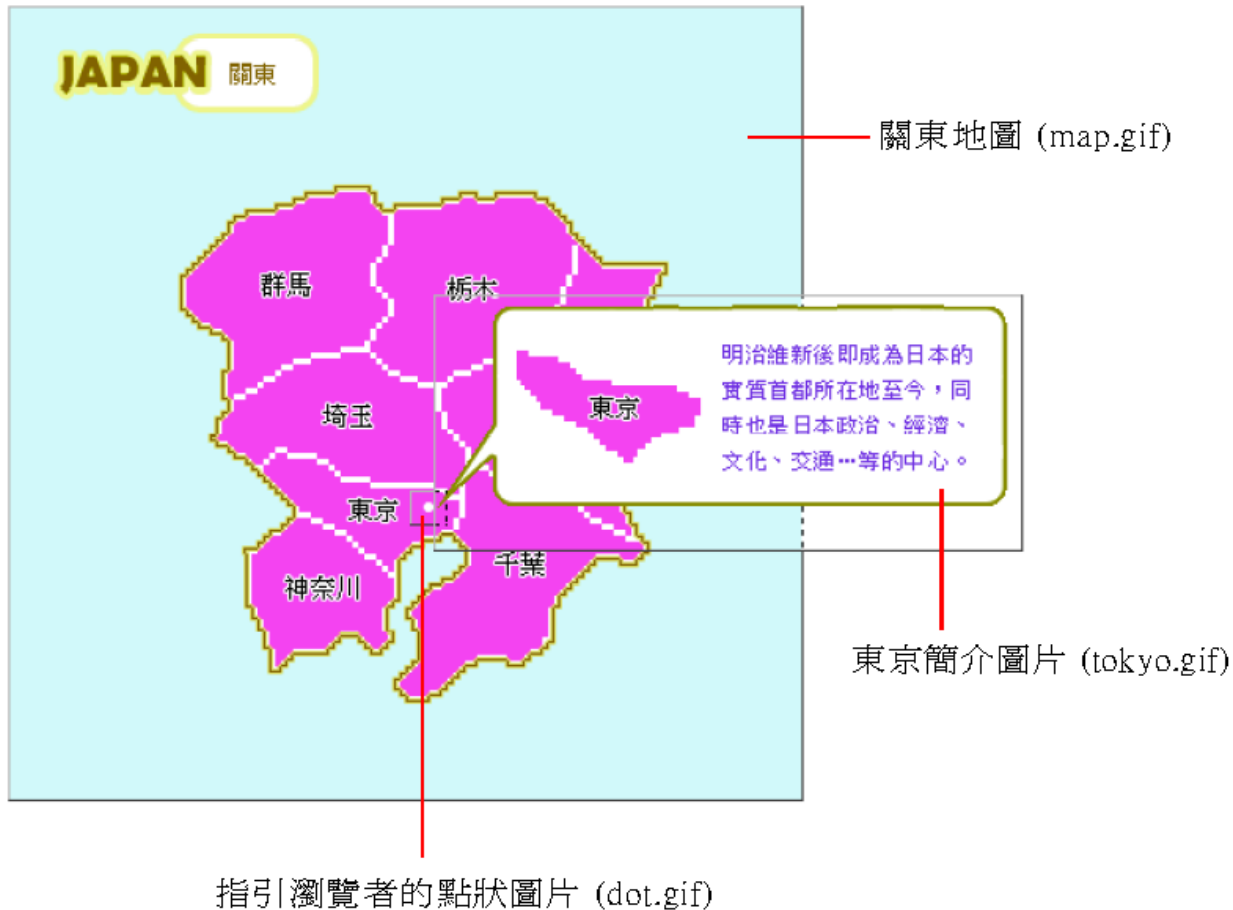 JAPAN 關東
關東地圖 (map.gif)
群馬
栃木
明治維新後即成為日本的
實質首都所在地至今，同
時也是日本政治、經濟、
文化、交通…等的中心。
東京
埼玉
東京
千葉
神奈川
東京簡介圖片 (tokyo.gif)
指引瀏覽者的點狀圖片 (dot.gif)